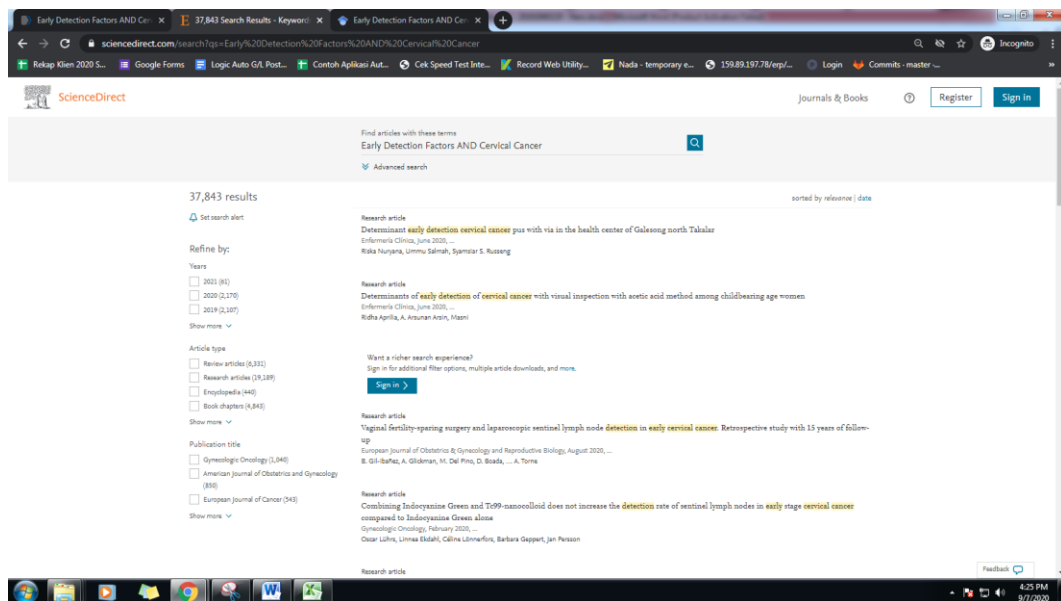 Early Detection Factors AND Cer
37,843 Search Results - Keyword
Early Detection Factors AND Cer
sciencedirect.com/search?qs=Early%20Detection%20Factors%20AND%20Cervical%20Cancer
Incognito
Rekap Klien 2020 S... Google Forms Logic Auto G/L Post... Contoh Aplikasi Aut... Cek Speed Test Inte... Record Web Utility... Nada - temporary e... 159.89.197.78/erp/... Login Commits · master ·...
ScienceDirect
Journals & Books
Register
Sign in
Find articles with these terms
Early Detection Factors AND Cervical Cancer
Advanced search
37,843 results
sorted by relevance | date
Set search alert
Refine by:
Years
2021 (61)
2020 (2,170)
2019 (2,107)
Show more
Article type
Review articles (6,331)
Research articles (19,189)
Encyclopedia (440)
Book chapters (4,843)
Show more
Publication title
Gynecologic Oncology (1,040)
American Journal of Obstetrics and Gynecology
(850)
European Journal of Cancer (543)
Show more
Research article
Determinant early detection cervical cancer pus with via in the health center of Galesong north Takalar
Enfermería Clínica, June 2020, ...
Riska Nuryana, Ummu Salmah, Syamsiar S. Russeng
Research article
Determinants of early detection of cervical cancer with visual inspection with acetic acid method among childbearing age women
Enfermería Clínica, June 2020, ...
Ridha Aprilla, A. Arsunan Arsin, Masni
Want a richer search experience?
Sign in for additional filter options, multiple article downloads, and more.
Sign in
Research article
Vaginal fertility-sparing surgery and laparoscopic sentinel lymph node detection in early cervical cancer. Retrospective study with 15 years of follow-
up
European Journal of Obstetrics & Gynecology and Reproductive Biology, August 2020, ...
B. Gil-Ibañez, A. Glickman, M. Del Pino, D. Boada, ... A. Torne
Research article
Combining Indocyanine Green and Tc99-nanocolloid does not increase the detection rate of sentinel lymph nodes in early stage cervical cancer
compared to Indocyanine Green alone
Gynecologic Oncology, February 2020, ...
Oscar Lührs, Linnea Ekdahl, Céline Lönnerfors, Barbara Geppert, Jan Persson
Research article
Feedback
4:25 PM
9/7/2020